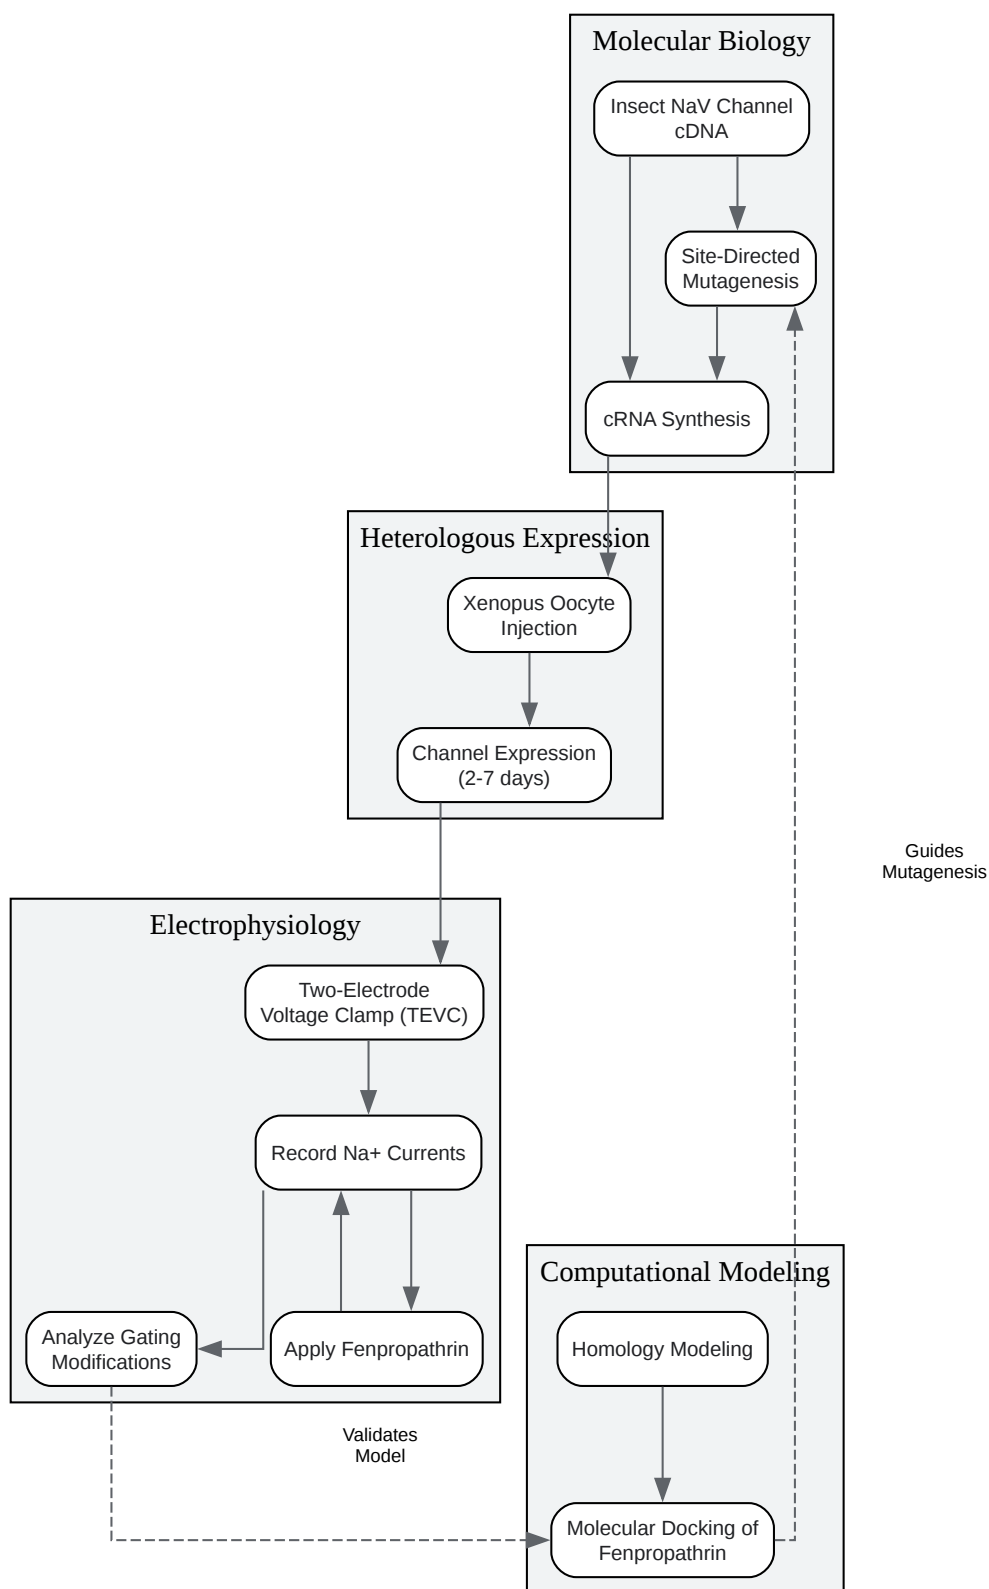 Molecular Biology
Insect NaV Channel
cDNA
Site-Directed
Mutagenesis
cRNA Synthesis
Heterologous Expression
Xenopus Oocyte
Injection
Channel Expression
(2-7 days)
Guides
Mutagenesis
Electrophysiology
Two-Electrode
Voltage Clamp (TEVC)
Record Na+ Currents
Analyze Gating
Modifications
Apply Fenpropathrin
Computational Modeling
Homology Modeling
Validates
Model
Molecular Docking of
Fenpropathrin